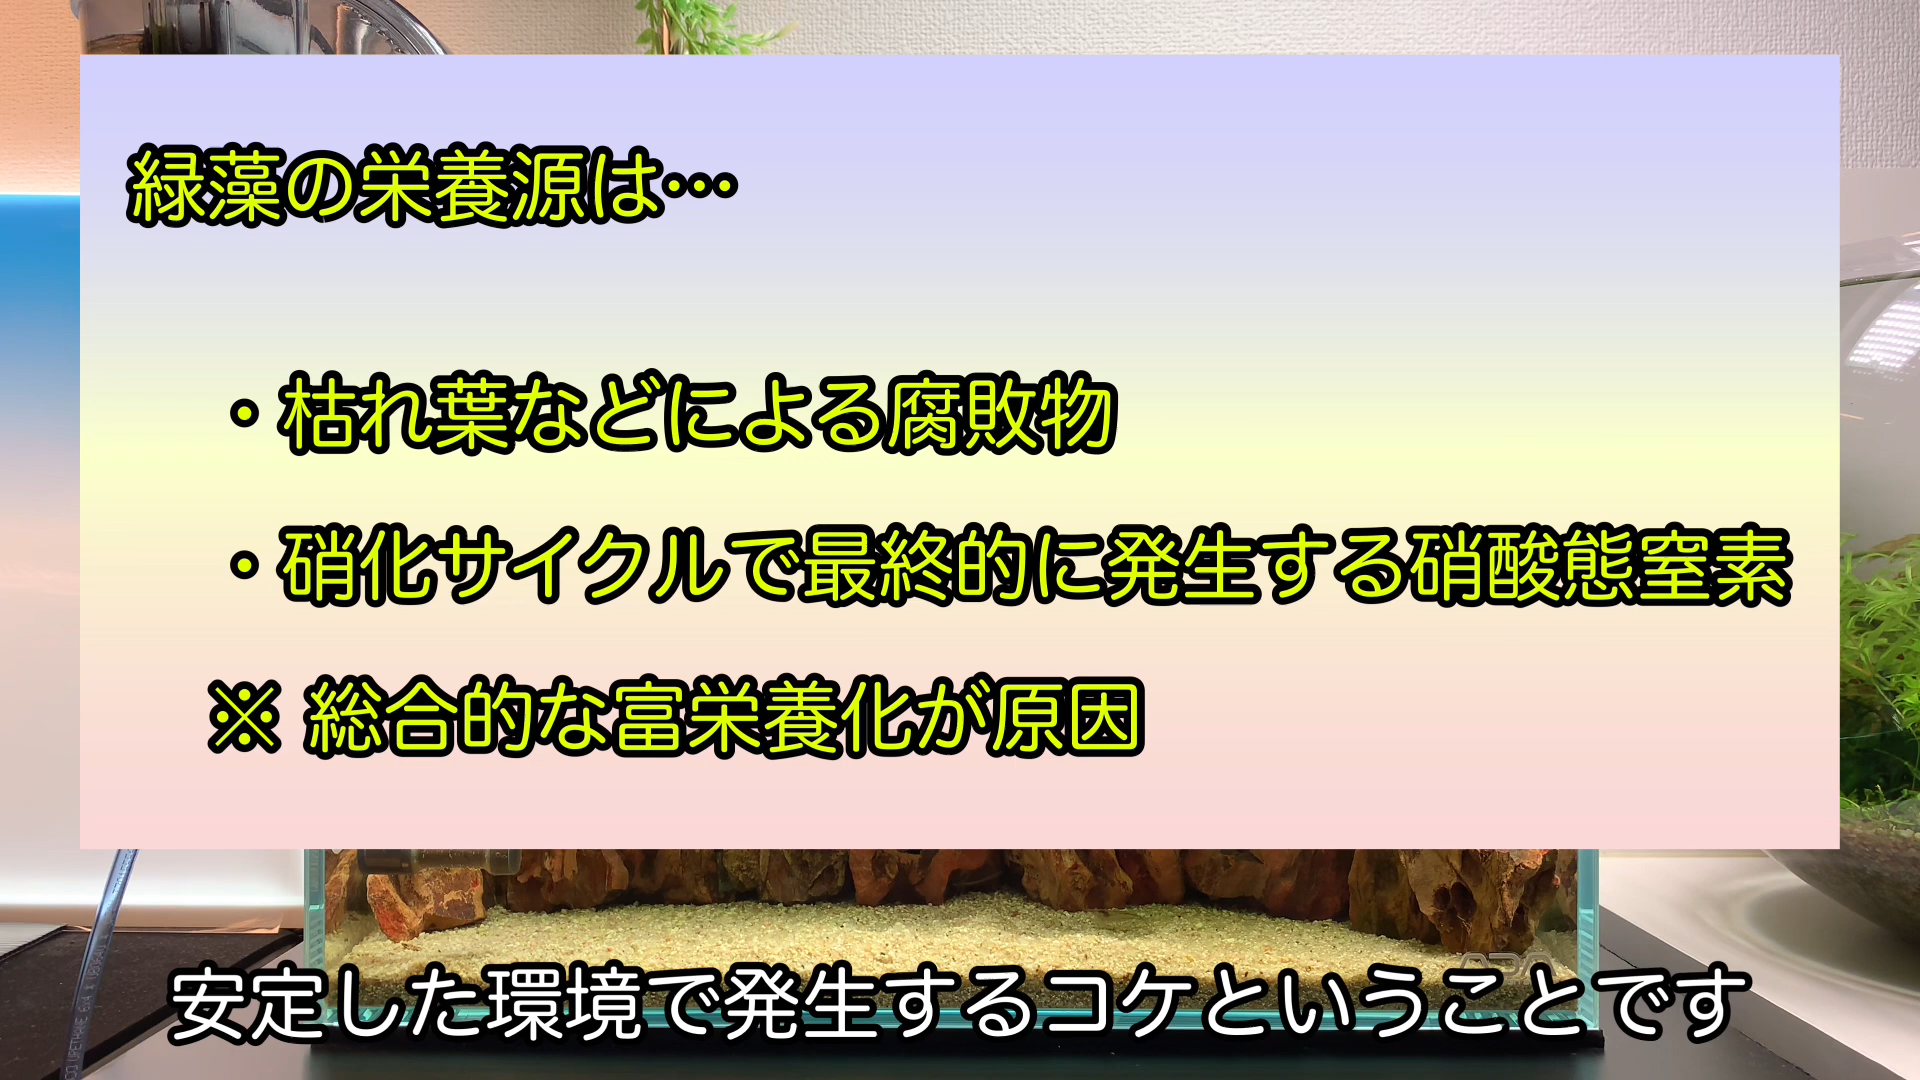 緑藻の栄養源は…
・枯れ葉などによる腐敗物
・硝化サイクルで最終的に発生する硝酸態窒素
※ 総合的な富栄養化が原因
ADA
安定した環境で発生するコケということです